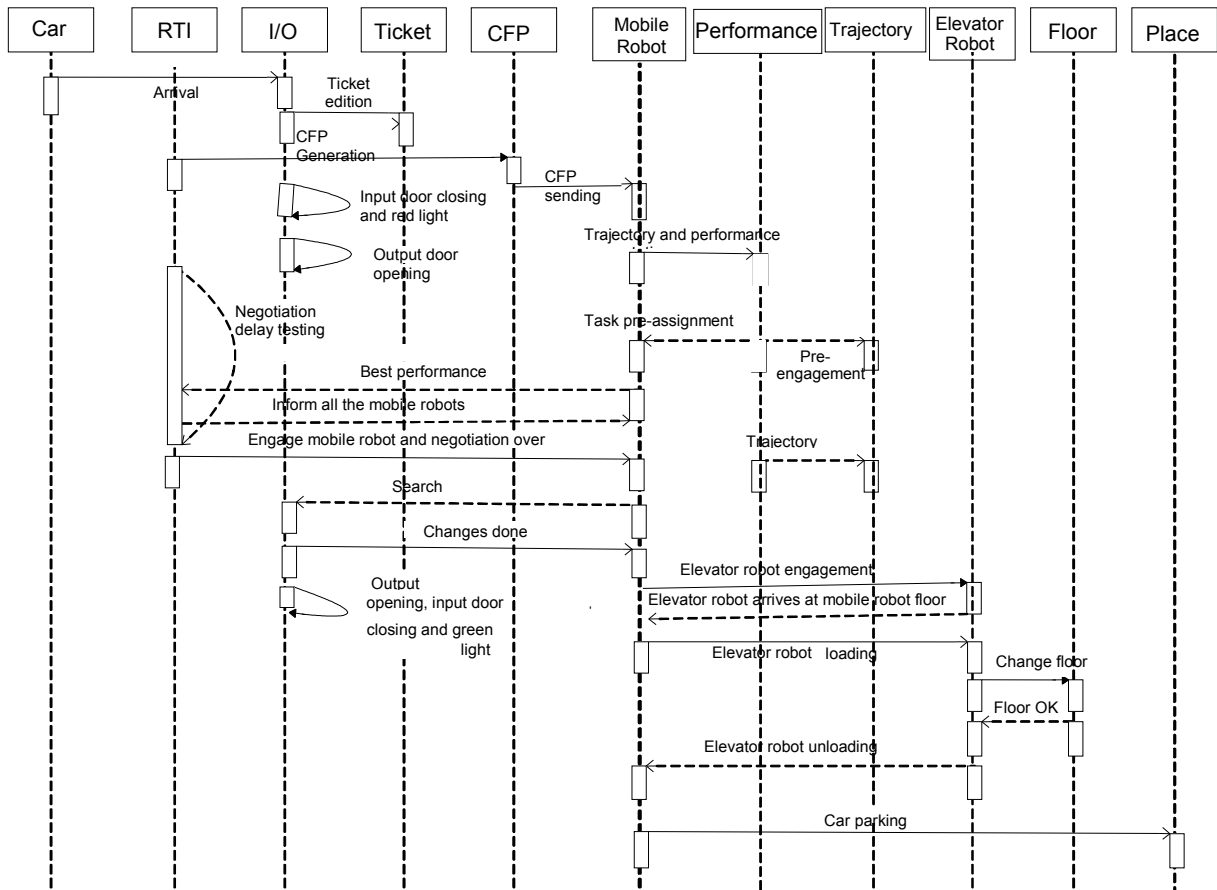 Car
RTI
I/O
Ticket
CFP
Mobile
Robot
Performance
Trajectory
Elevator
Robot
Floor
Place
Arrival
Ticket
edition
CFP
Generation
CFP
sending
Input door closing
and red light
Trajectory and performance
Output door
opening
Negotiation
delay testing
Task pre-assignment
Pre-
engagement
Best performance
Inform all the mobile robots
Engage mobile robot and negotiation over
Trajectory
Search
Changes done
Elevator robot engagement
Output
opening, input door
closing and green
light
Elevator robot arrives at mobile robot floor
Elevator robot loading
Change floor
Floor OK
Elevator robot unloading
Car parking